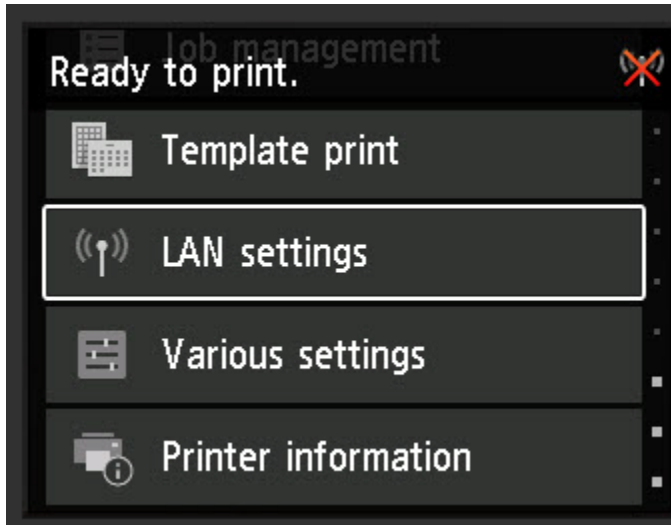 Job management
Ready to print.
Template print
LAN settings
Various settings
Printer information